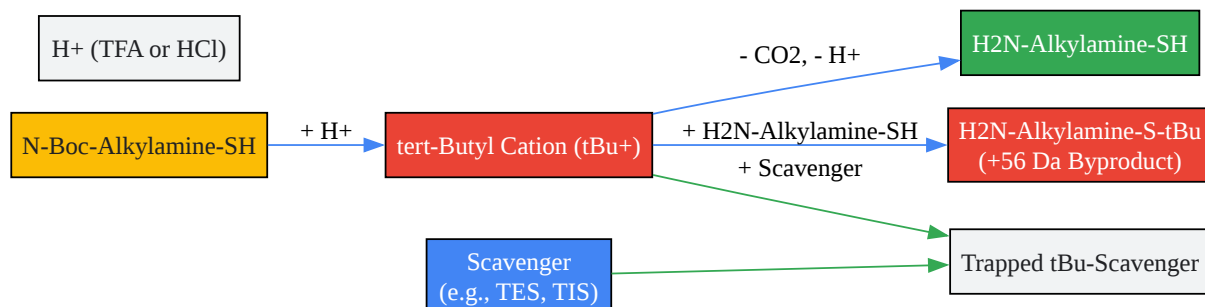 H+ (TFA or HCl)
N-Boc-Alkylamine-SH
+ H+
tert-Butyl Cation (tBu+)
- CO2, - H+
H2N-Alkylamine-SH
+ H2N-Alkylamine-SH
H2N-Alkylamine-S-tBu
(+56 Da Byproduct)
+ Scavenger
Scavenger
(e.g., TES, TIS)
Trapped tBu-Scavenger